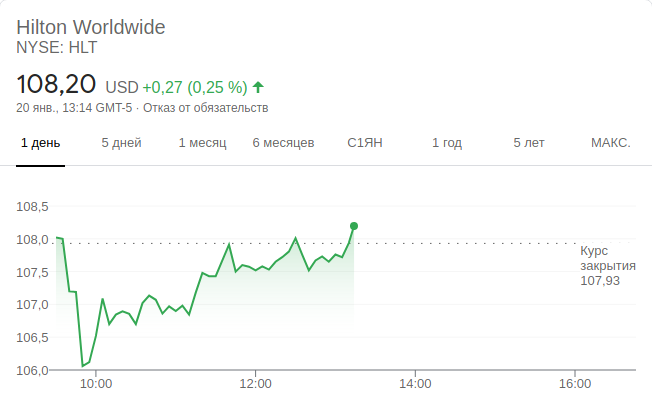 Hilton Worldwide
NYSE: HLT
108,20 USD +0,27 (0,25 %)
20 янв., 13:14 GMT-5 · Отказ от обязательств
1 день 5 дней 1 месяц 6 месяцев С1ЯН 1 год 5 лет МАКС.
108,5
108,0
107,5
107,0
106,5
106,0
Курс
закрытия
107,93
10:00 12:00 14:00 16:00